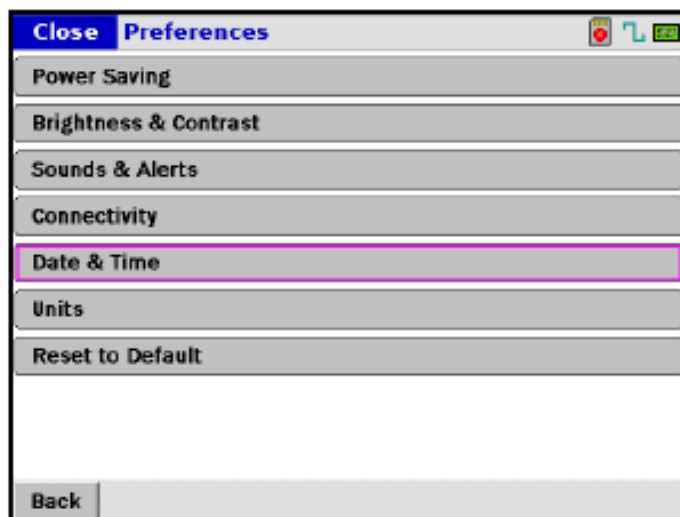 Close Preferences
Power Saving
Brightness & Contrast
Sounds & Alerts
Connectivity
Date & Time
Units
Reset to Default
Back